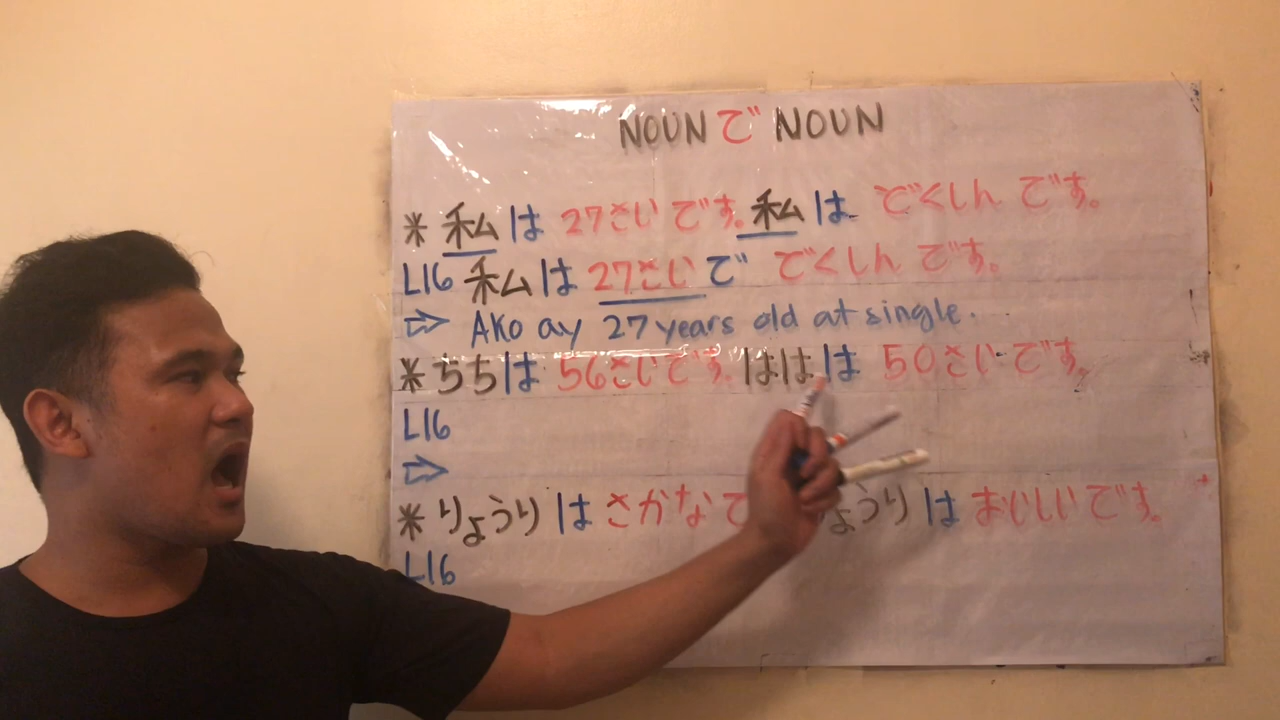 NOUN で NOUN
* 私は 27さい です。私は どくしん です。
L16 私は 27さい で どくしん です。
⇒ AKo ay 27 years old at single.
* ちちは 56さいです。ははは 50さいです。
L16
⇒
* りょうりは さかなで ょうりは おいしいです。
L16